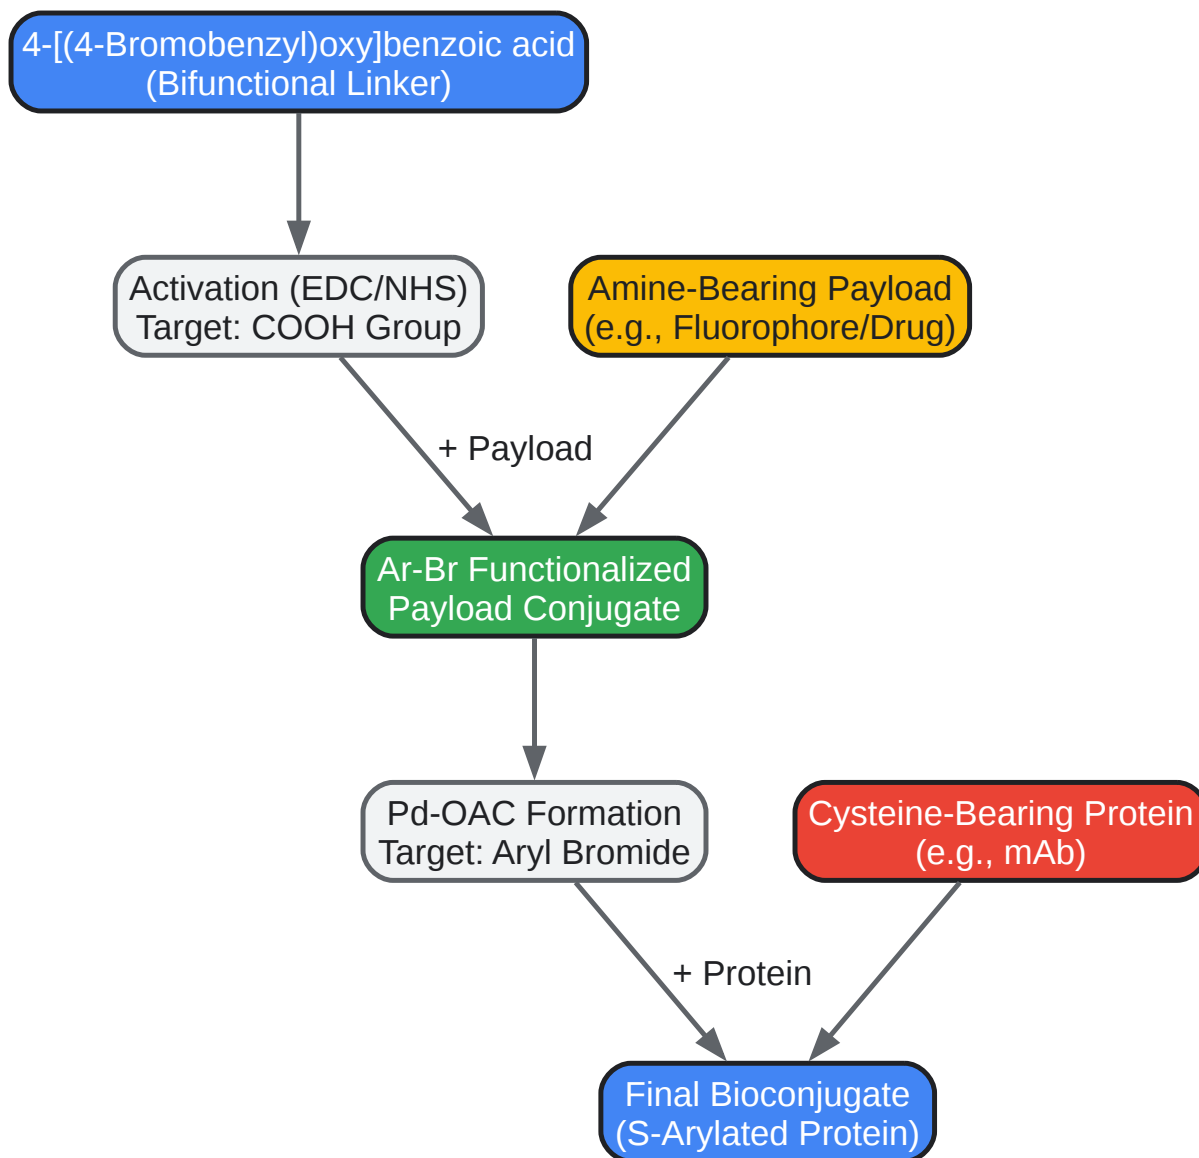 4-[(4-Bromobenzyl)oxy]benzoic acid
(Bifunctional Linker)
Activation (EDC/NHS)
Target: COOH Group
Amine-Bearing Payload
(e.g., Fluorophore/Drug)
+ Payload
Ar-Br Functionalized
Payload Conjugate
Pd-OAC Formation
Target: Aryl Bromide
Cysteine-Bearing Protein
(e.g., mAb)
+ Protein
Final Bioconjugate
(S-Arylated Protein)